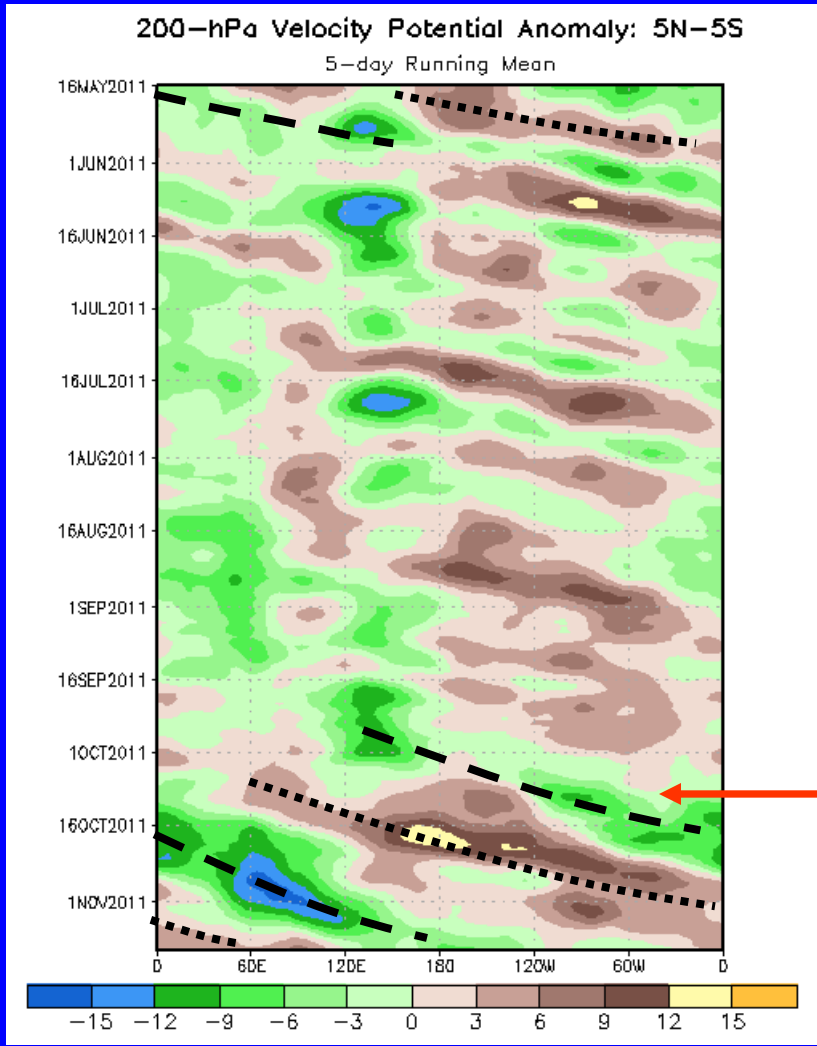 200-hPa Velocity Potential Anomaly: 5N-5S
5-day Running Mean
16MAY2011
1JUN2011
16JUN2011
1JUL2011
16JUL2011
1AUG2011
16AUG2011
1SEP2011
16SEP2011
1OCT2011
16OCT2011
1NOV2011
0 60E 120E 180 120W 60W 0
-15 -12 -9 -6 -3 0 3 6 9 12 15